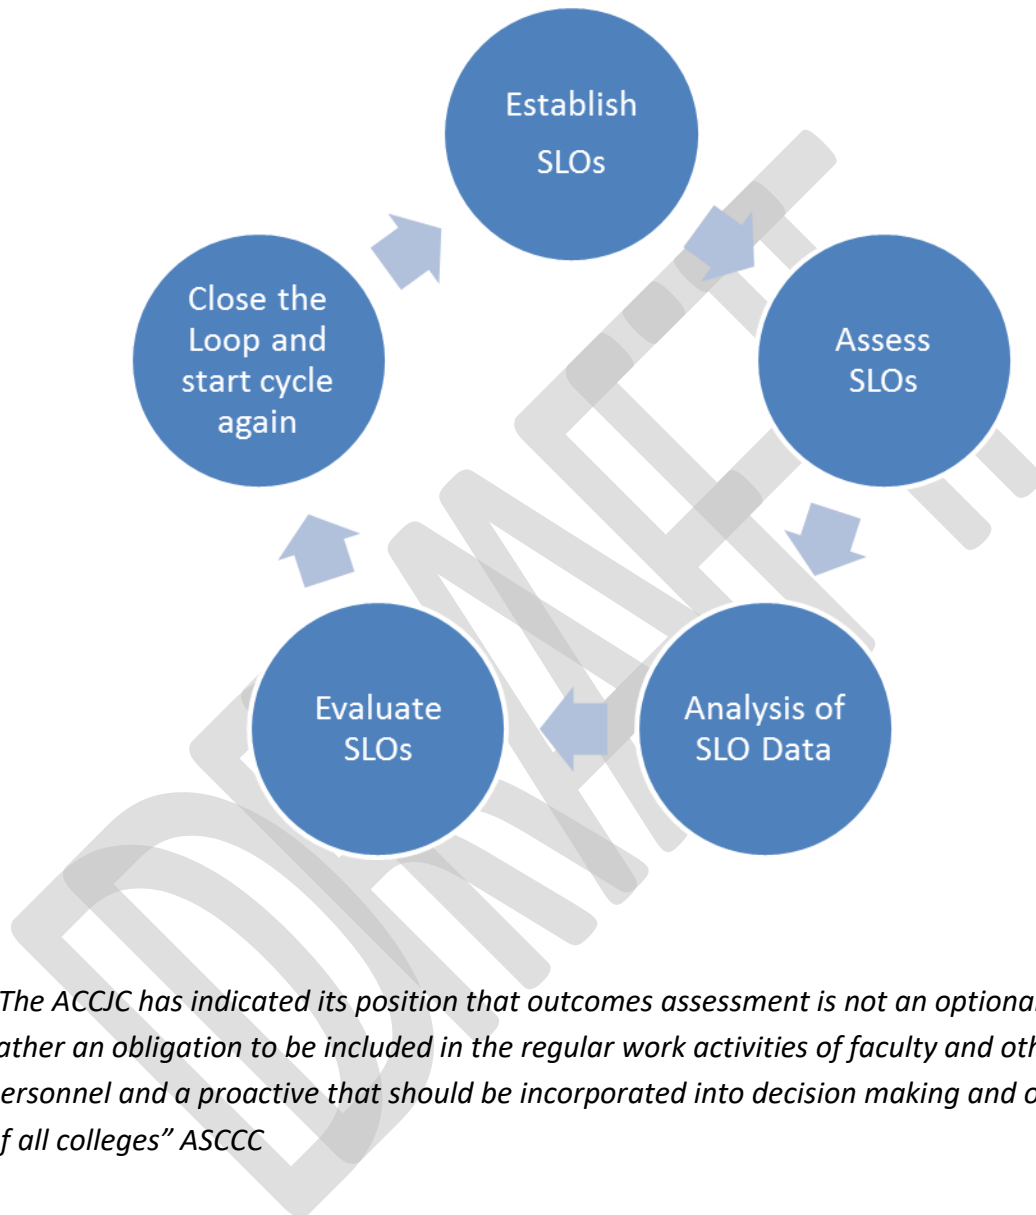 Establish
SLOs
Assess
SLOs
Analysis of
SLO Data
Evaluate
SLOs
Close the
Loop and
start cycle
again
DRAFT
The ACCJC has indicated its position that outcomes assessment is not an optional
rather an obligation to be included in the regular work activities of faculty and
personnel and a proactive that should be incorporated into decision making and
of all colleges” ASCCC